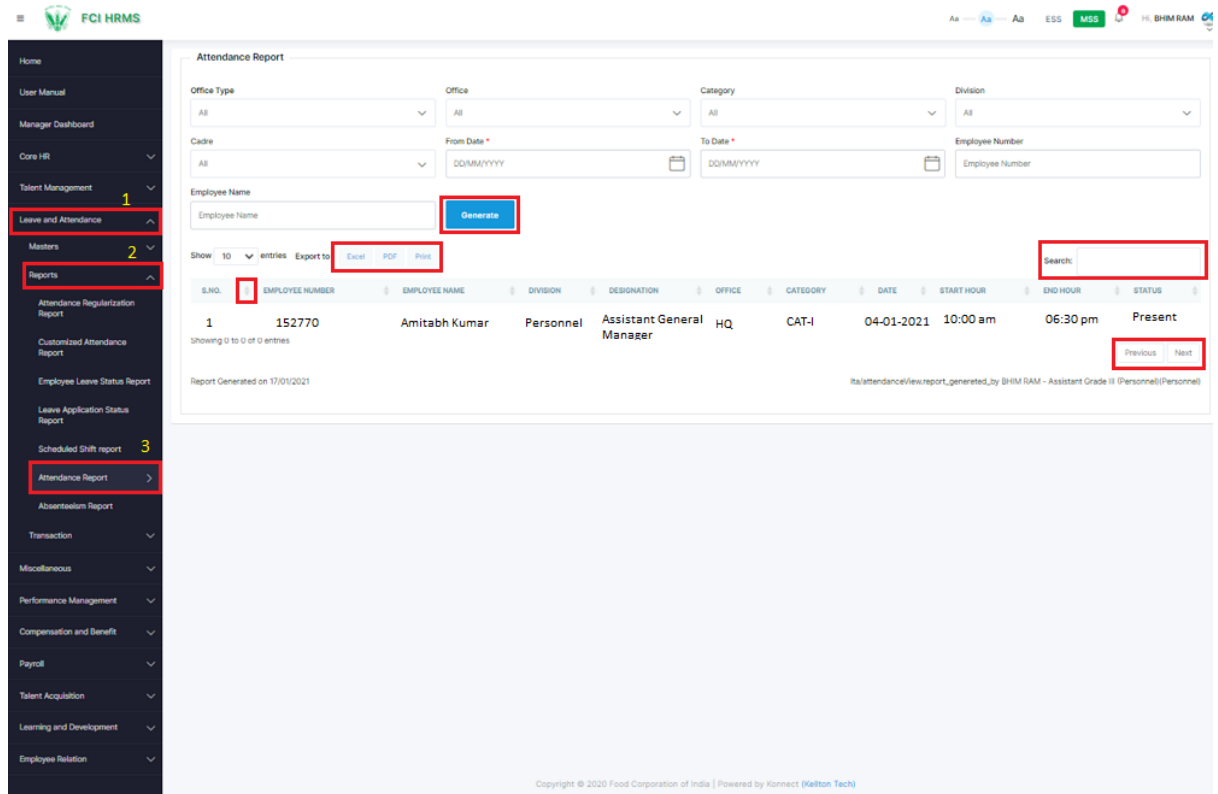 FCI HRMS
Aa Aa Aa ESS MSS 0 Hi, BHIM RAM
Home
User Manual
Manager Dashboard
Core HR
Talent Management
1
Leave and Attendance
Masters
2
Reports
Attendance Regularization
Report
Customized Attendance
Report
Employee Leave Status Report
Leave Application Status
Report
Scheduled Shift report
3
Attendance Report
Absenteeism Report
Transaction
Miscellaneous
Performance Management
Compensation and Benefit
Payroll
Talent Acquisition
Learning and Development
Employee Relation
Attendance Report
Office Type Office Category Division
All All All All
Cadre From Date * To Date * Employee Number
All DD/MM/YYYY DD/MM/YYYY Employee Number
Employee Name
Employee Name Generate
Show 10 entries Export to Excel PDF Print Search:
S.NO. EMPLOYEE NUMBER EMPLOYEE NAME DIVISION DESIGNATION OFFICE CATEGORY DATE START HOUR END HOUR STATUS
1 152770 Amitabh Kumar Personnel Assistant General Manager HQ CAT-I 04-01-2021 10:00 am 06:30 pm Present
Showing 0 to 0 of 0 entries
Previous Next
Report Generated on 17/01/2021 lta/attendanceView.report_genereted_by BHIM RAM - Assistant Grade III (Personnel)(Personnel)
Copyright © 2020 Food Corporation of India | Powered by Konnect (Kellton Tech)